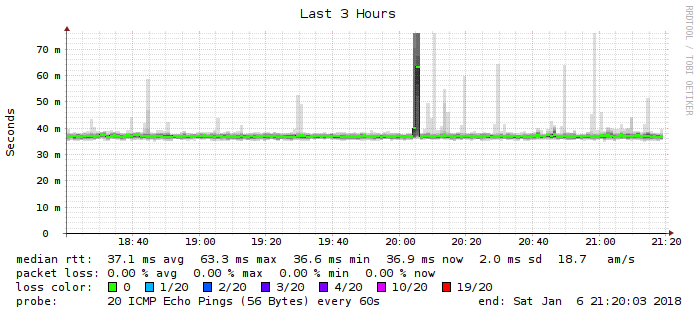 Last 3 Hours
RRDTOOL / TOBI OETIKER
Seconds
70 m
60 m
50 m
40 m
30 m
20 m
10 m
0
18:40 19:00 19:20 19:40 20:00 20:20 20:40 21:00 21:20
median rtt: 37.1 ms avg 63.3 ms max 36.6 ms min 36.9 ms now 2.0 ms sd 18.7 am/s
packet loss: 0.00 % avg 0.00 % max 0.00 % min 0.00 % now
loss color: 0 1/20 2/20 3/20 4/20 10/20 19/20
probe: 20 ICMP Echo Pings (56 Bytes) every 60s end: Sat Jan 6 21:20:03 2018